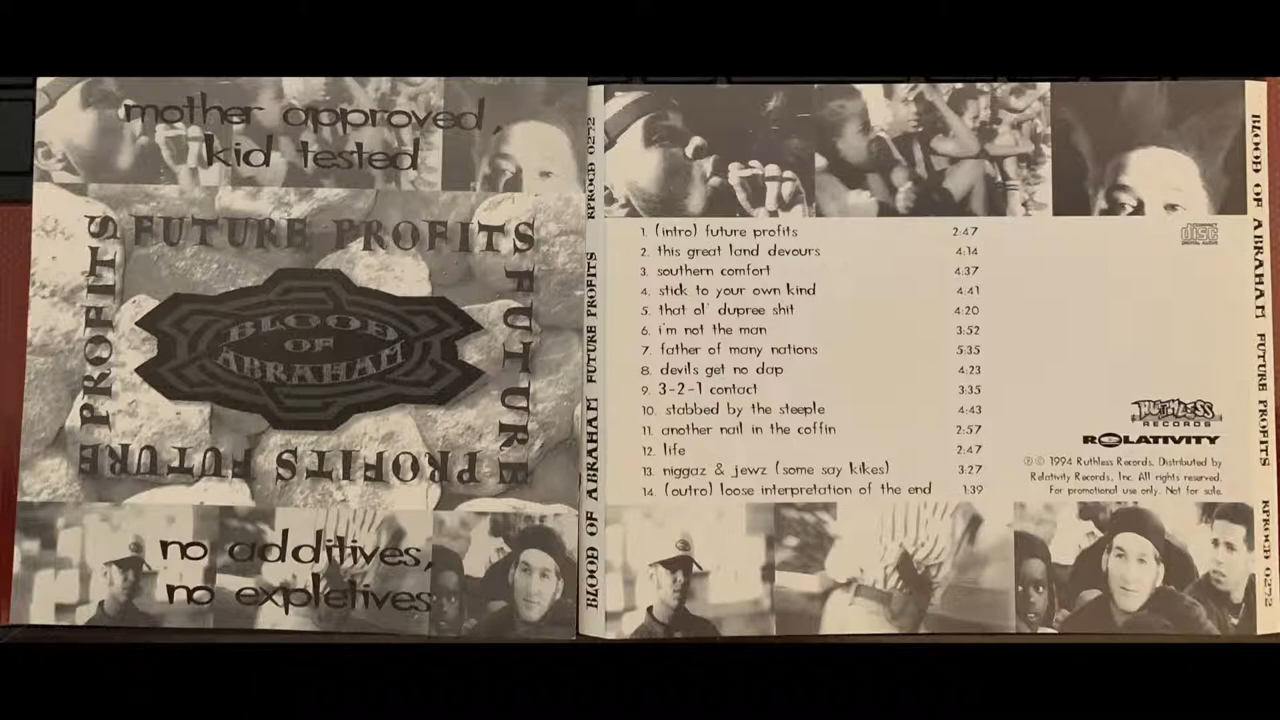 mother approved,
kid tested
FUTURE PROFITS
FUTURE PROFITS
FUTURE PROFITS
FUTURE
PROFITS
BLOOD
OF
ABRAHAM
no additives,
no expletives
BLOOD OF ABRAHAM FUTURE PROFITS RPROCD 0272
1. (intro) future profits 2:47
2. this great land devours 4:14
3. southern comfort 4:37
4. stick to your own kind 4:41
5. that ol' dupree shit 4:20
6. i'm not the man 3:52
7. father of many nations 5:35
8. devils get no dap 4:23
9. 3-2-1 contact 3:35
10. stabbed by the steeple 4:43
11. another nail in the coffin 2:57
12. life 2:47
13. niggaz & jewz (some say kikes) 3:27
14. (outro) loose interpretation of the end 1:39
disc
DIGITAL AUDIO
RUTHLESS
RECORDS
RELATIVITY
℗ © 1994 Ruthless Records. Distributed by
Relativity Records, Inc. All rights reserved.
For promotional use only. Not for sale.
BLOOD OF ABRAHAM FUTURE PROFITS RPROCD 0272